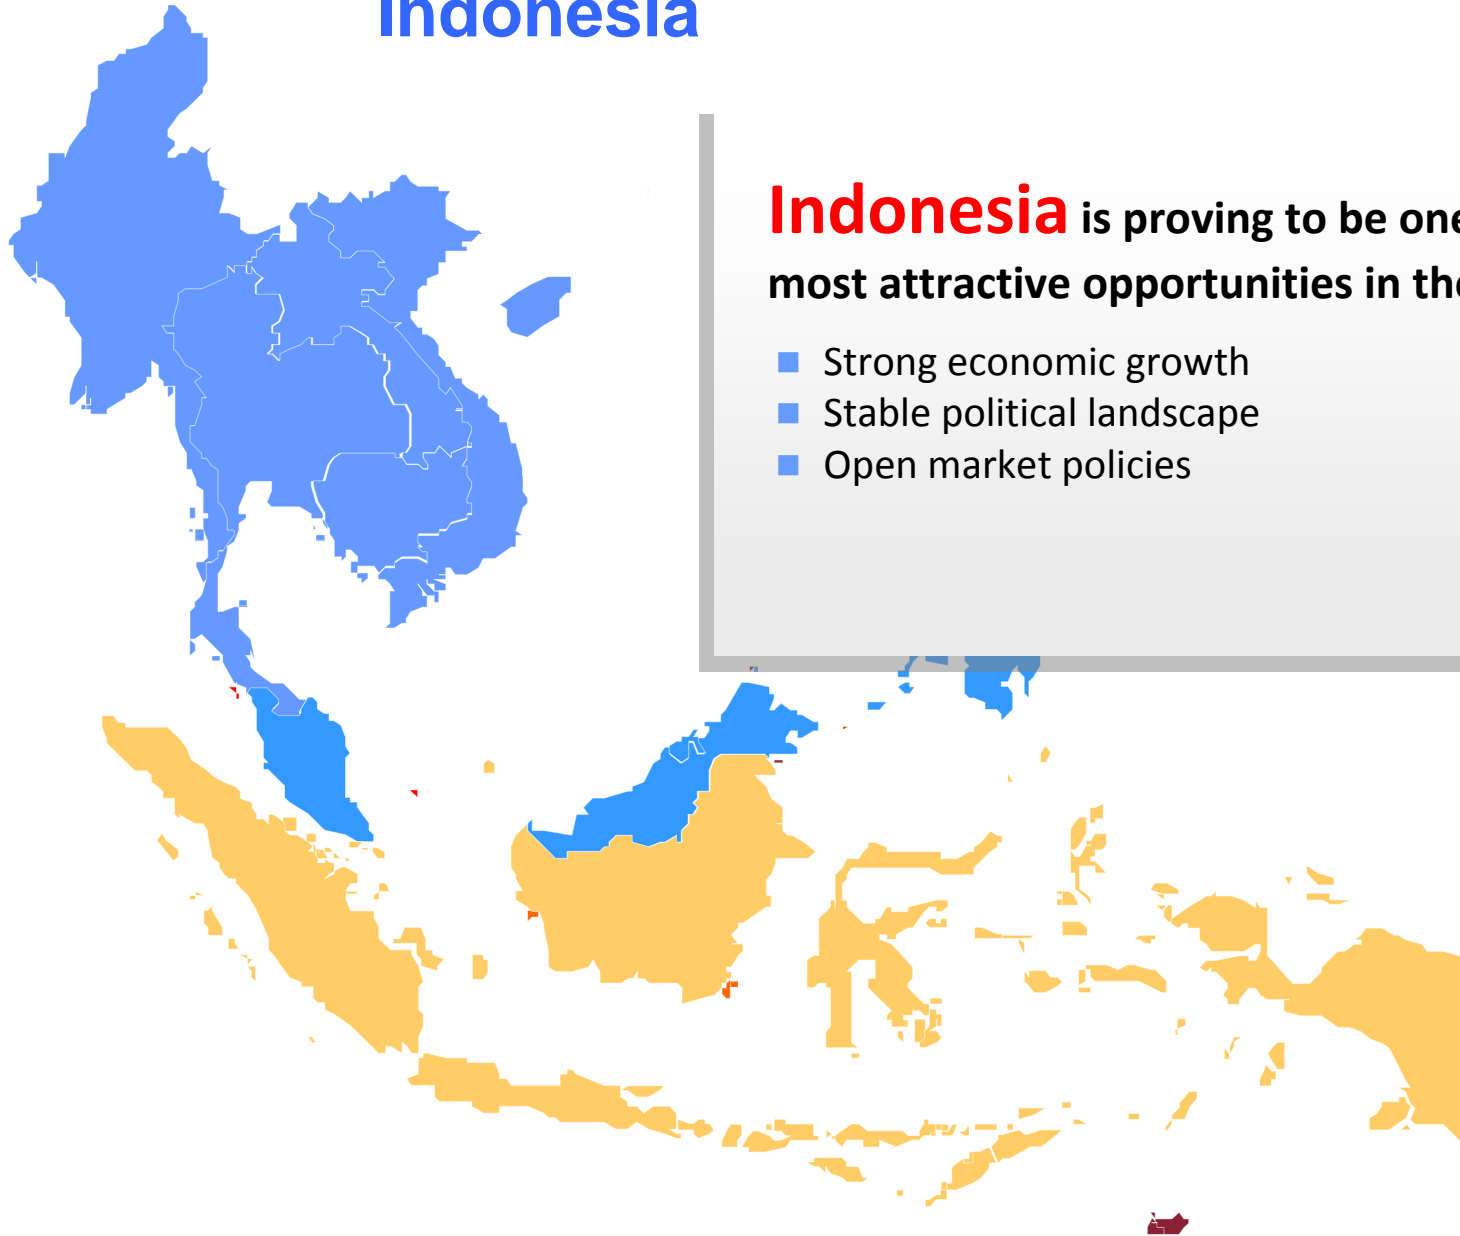 Indonesia
Indonesia is proving to be one
most attractive opportunities in the
Strong economic growth
Stable political landscape
Open market policies